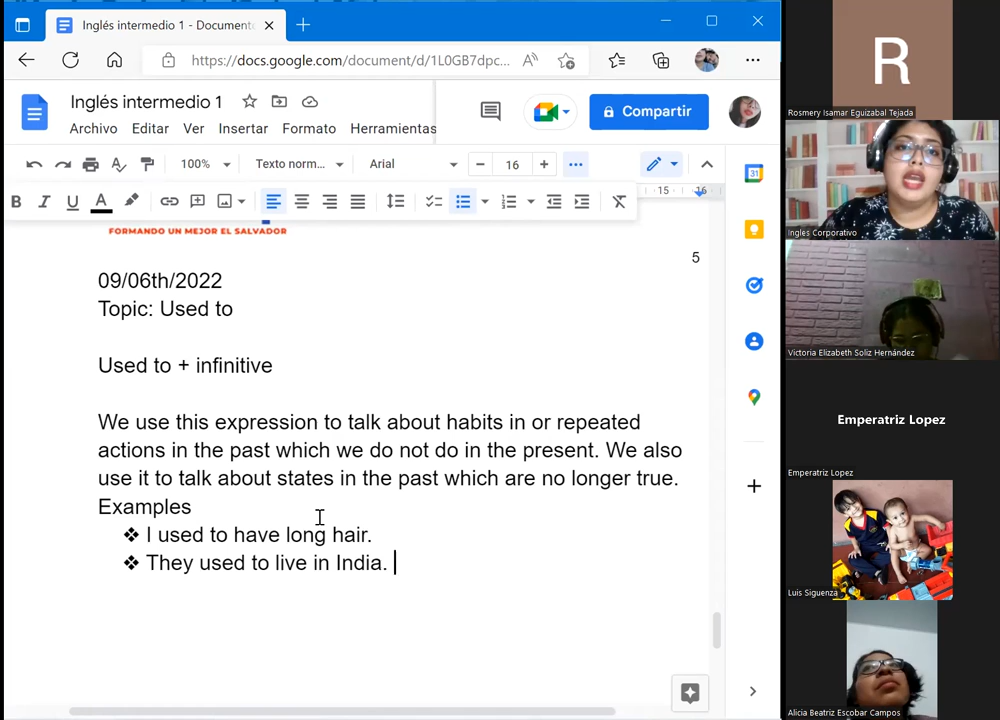 Inglés intermedio 1 - Document
https://docs.google.com/document/d/1L0GB7dpc...
Inglés intermedio 1
Compartir
Archivo Editar Ver Insertar Formato Herramientas
100% Texto norm... Arial 16
15 16
31
FORMANDO UN MEJOR EL SALVADOR
5
09/06th/2022
Topic: Used to
Used to + infinitive
We use this expression to talk about habits in or repeated
actions in the past which we do not do in the present. We also
use it to talk about states in the past which are no longer true.
Examples
❖ I used to have long hair.
❖ They used to live in India.
R
Rosmery Isamar Eguizabal Tejada
Ingles Corporativo
Victoria Elizabeth Soliz Hernández
Emperatriz Lopez
Emperatriz Lopez
Luis Siguenza
Alicia Beatriz Escobar Campos